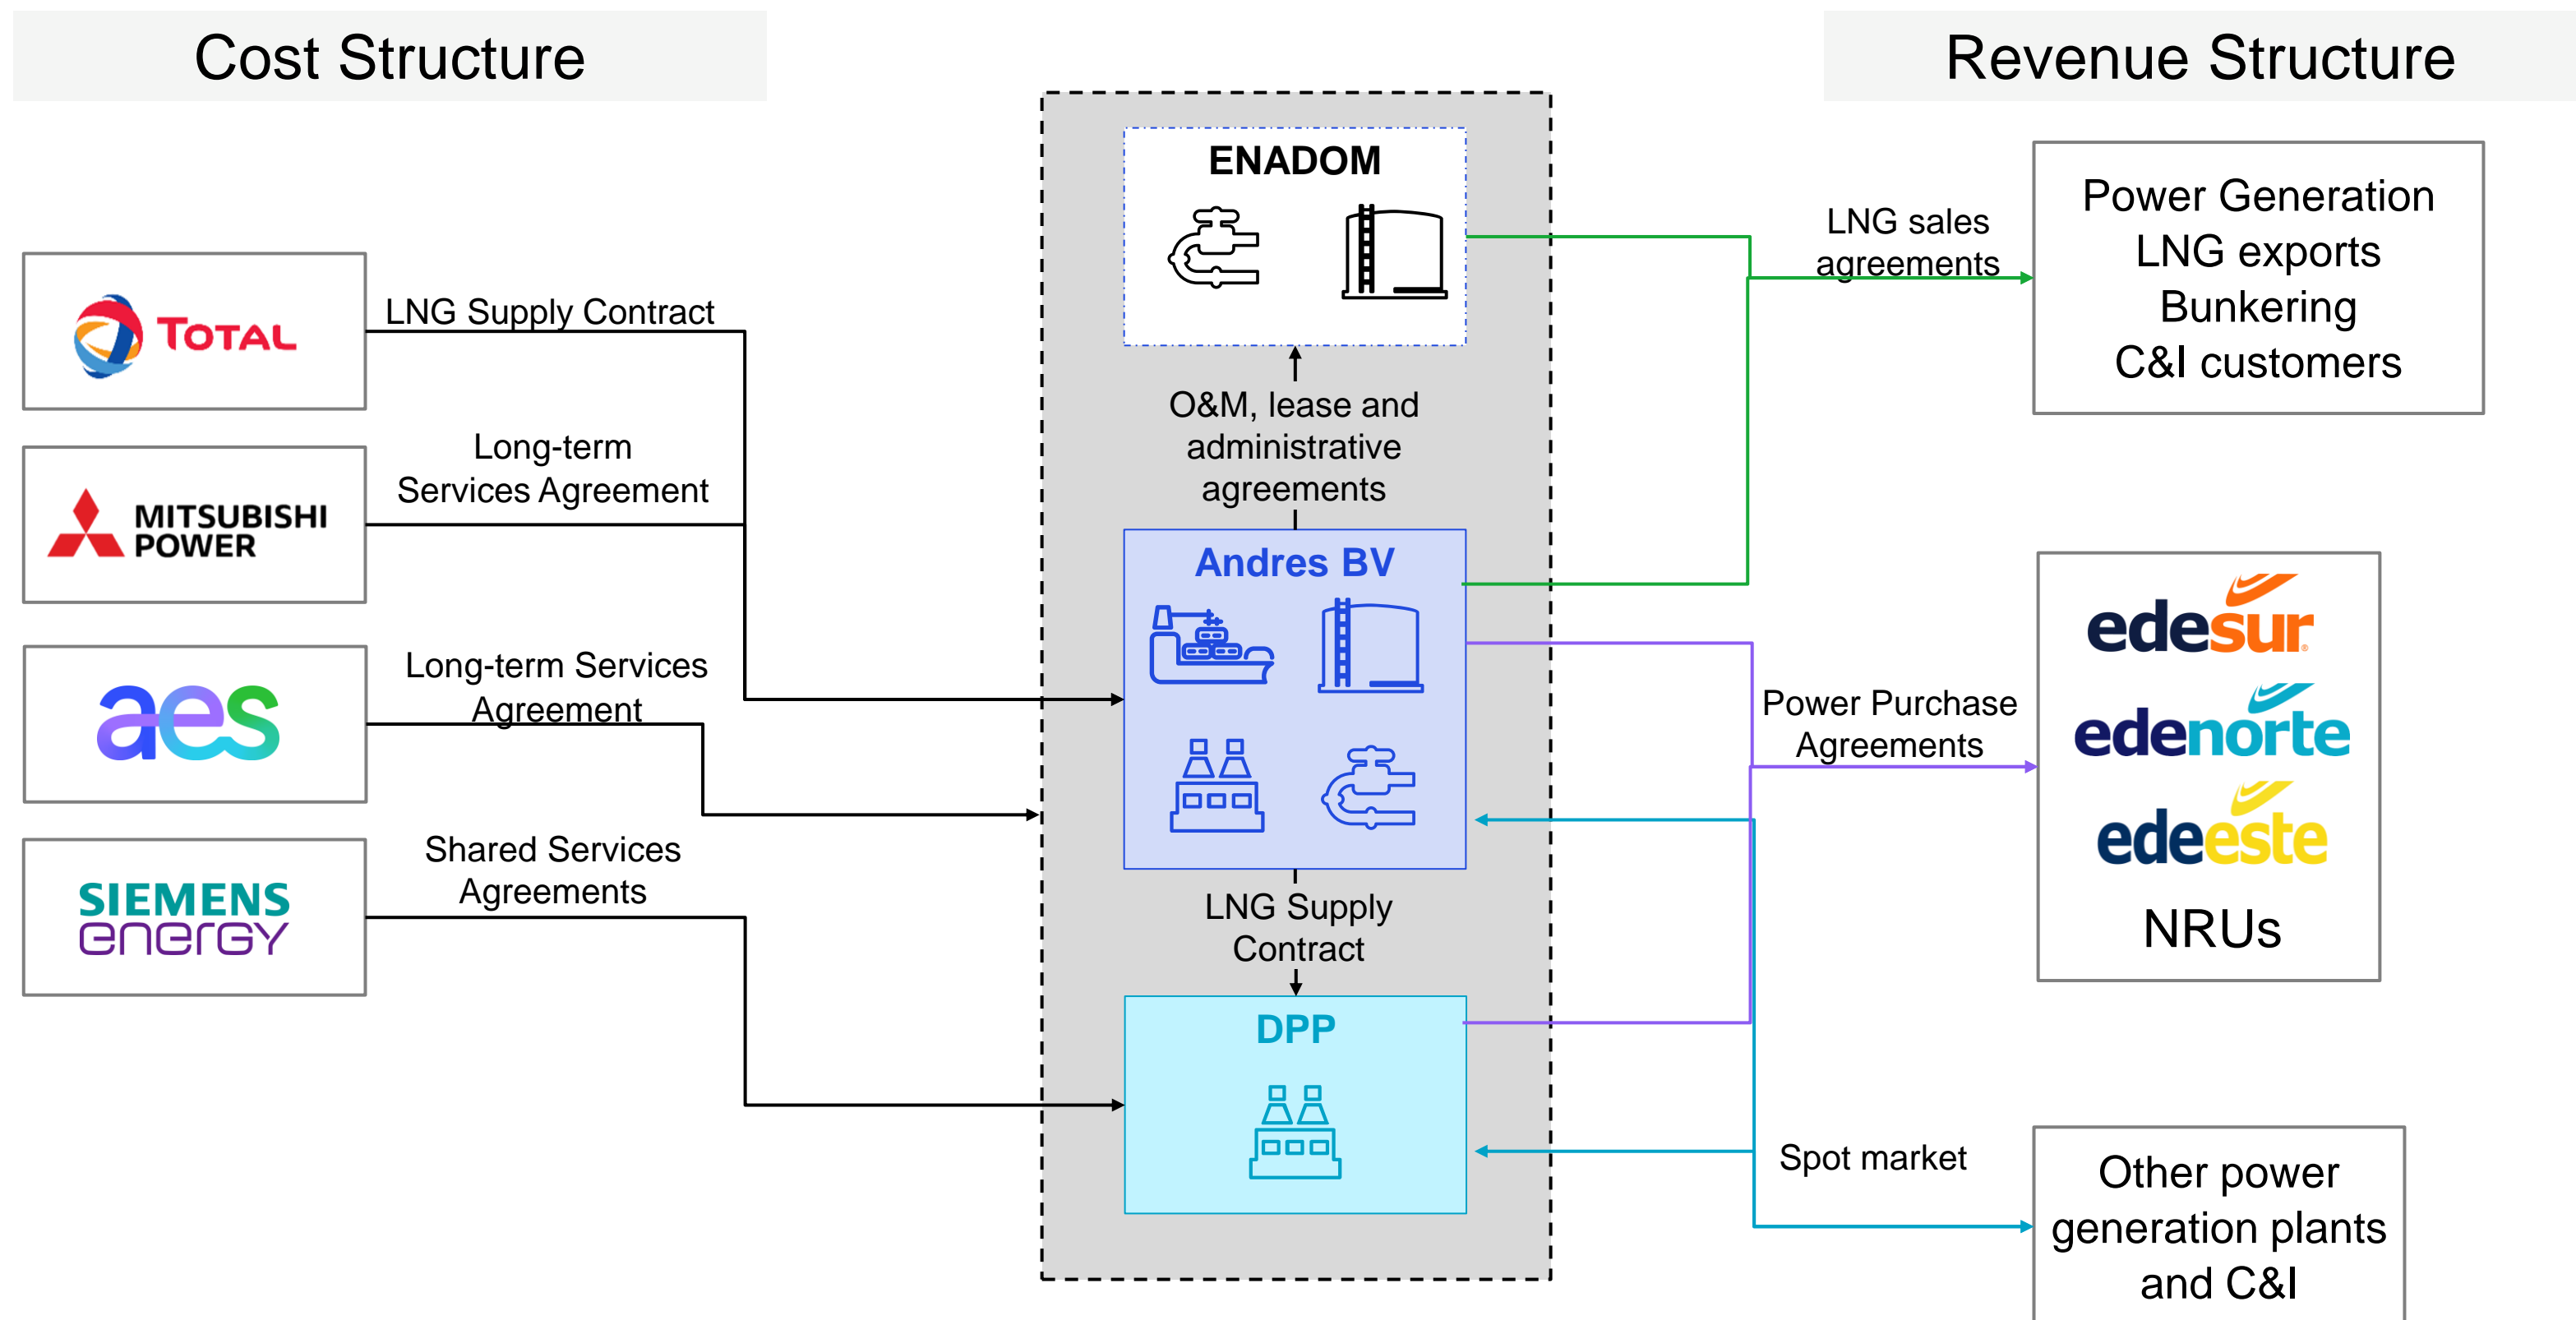 Cost Structure
Revenue Structure
TOTAL
LNG Supply Contract
MITSUBISHI
POWER
Long-term
Services Agreement
aes
Long-term Services
Agreement
SIEMENS
energy
Shared Services
Agreements
ENADOM
O&M, lease and
administrative
agreements
Andres BV
LNG Supply
Contract
DPP
LNG sales
agreements
Power Generation
LNG exports
Bunkering
C&I customers
Power Purchase
Agreements
edesur®
edenorte
edeeste
NRUs
Spot market
Other power
generation plants
and C&I